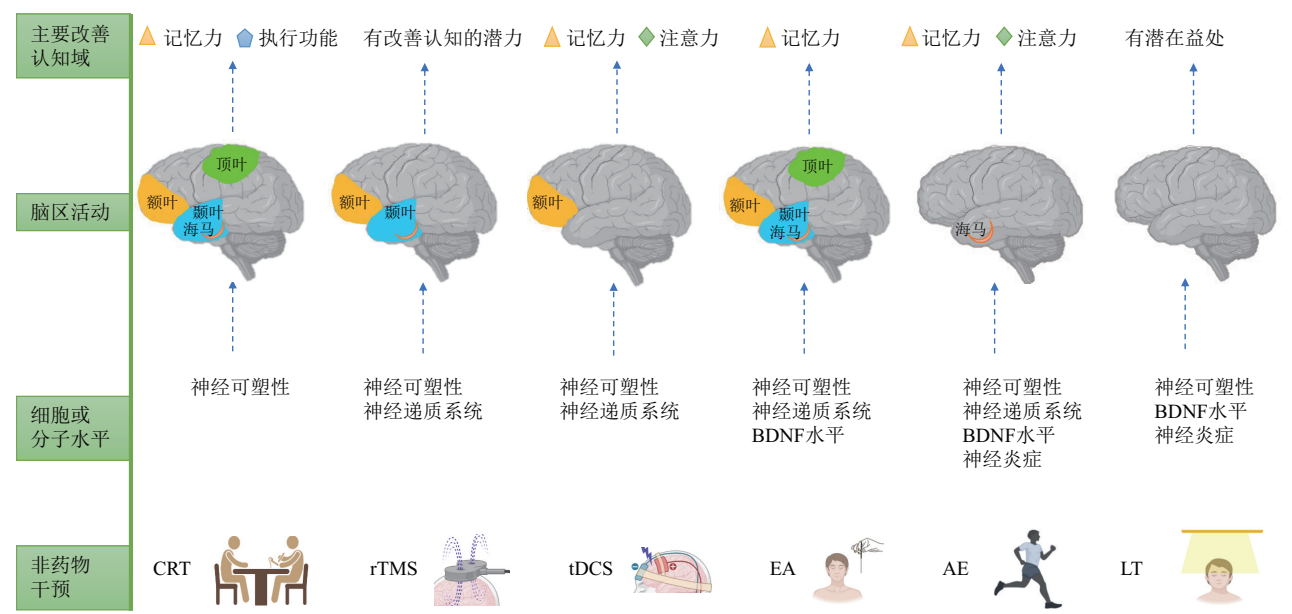 主要改善
认知域
记忆力 执行功能 有改善认知的潜力 记忆力 注意力 记忆力 记忆力 注意力 有潜在益处
脑区活动
顶叶
额叶
颞叶
海马
额叶
颞叶
额叶
顶叶
额叶
颞叶
海马
海马
细胞或
分子水平
神经可塑性
神经可塑性
神经递质系统
神经可塑性
神经递质系统
神经可塑性
神经递质系统
BDNF水平
神经可塑性
神经递质系统
BDNF水平
神经炎症
神经可塑性
BDNF水平
神经炎症
非药物
干预
CRT rTMS tDCS EA AE LT